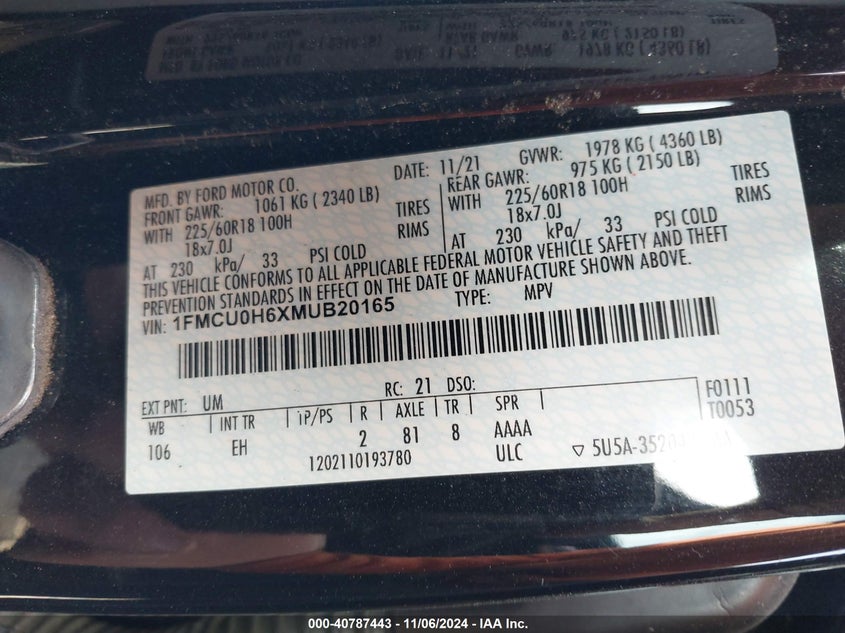 MFD. BY FORD MOTOR CO.
DATE: 11/21 GVWR: 1978 KG ( 4360 LB)
FRONT GAWR: 1061 KG ( 2340 LB)
REAR GAWR: 975 KG ( 2150 LB)
WITH 225/60R18 100H TIRES
WITH 225/60R18 100H TIRES
18x7.0J RIMS
18x7.0J RIMS
AT 230 kPa/ 33 PSI COLD
AT 230 kPa/ 33 PSI COLD
THIS VEHICLE CONFORMS TO ALL APPLICABLE FEDERAL MOTOR VEHICLE SAFETY AND THEFT
PREVENTION STANDARDS IN EFFECT ON THE DATE OF MANUFACTURE SHOWN ABOVE.
VIN: 1FMCU0H6XMUB20165 TYPE: MPV
EXT PNT: UM RC: 21 DSO: F0111
WB INT TR TP/PS R AXLE TR SPR T0053
106 EH 2 81 8 AAAA
1202110193780 ULC ▽ 5U5A-
000-40787443 - 11/06/2024 - IAA Inc.